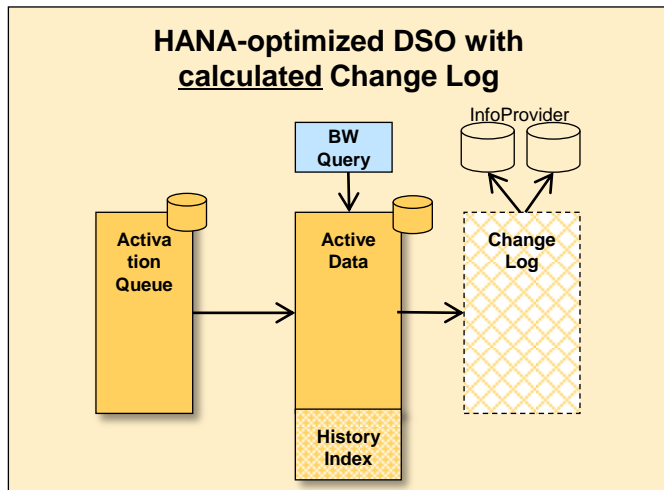 HANA-optimized DSO with
calculated Change Log
InfoProvider
BW
Query
Activa
tion
Queue
Active
Data
Change
Log
History
Index